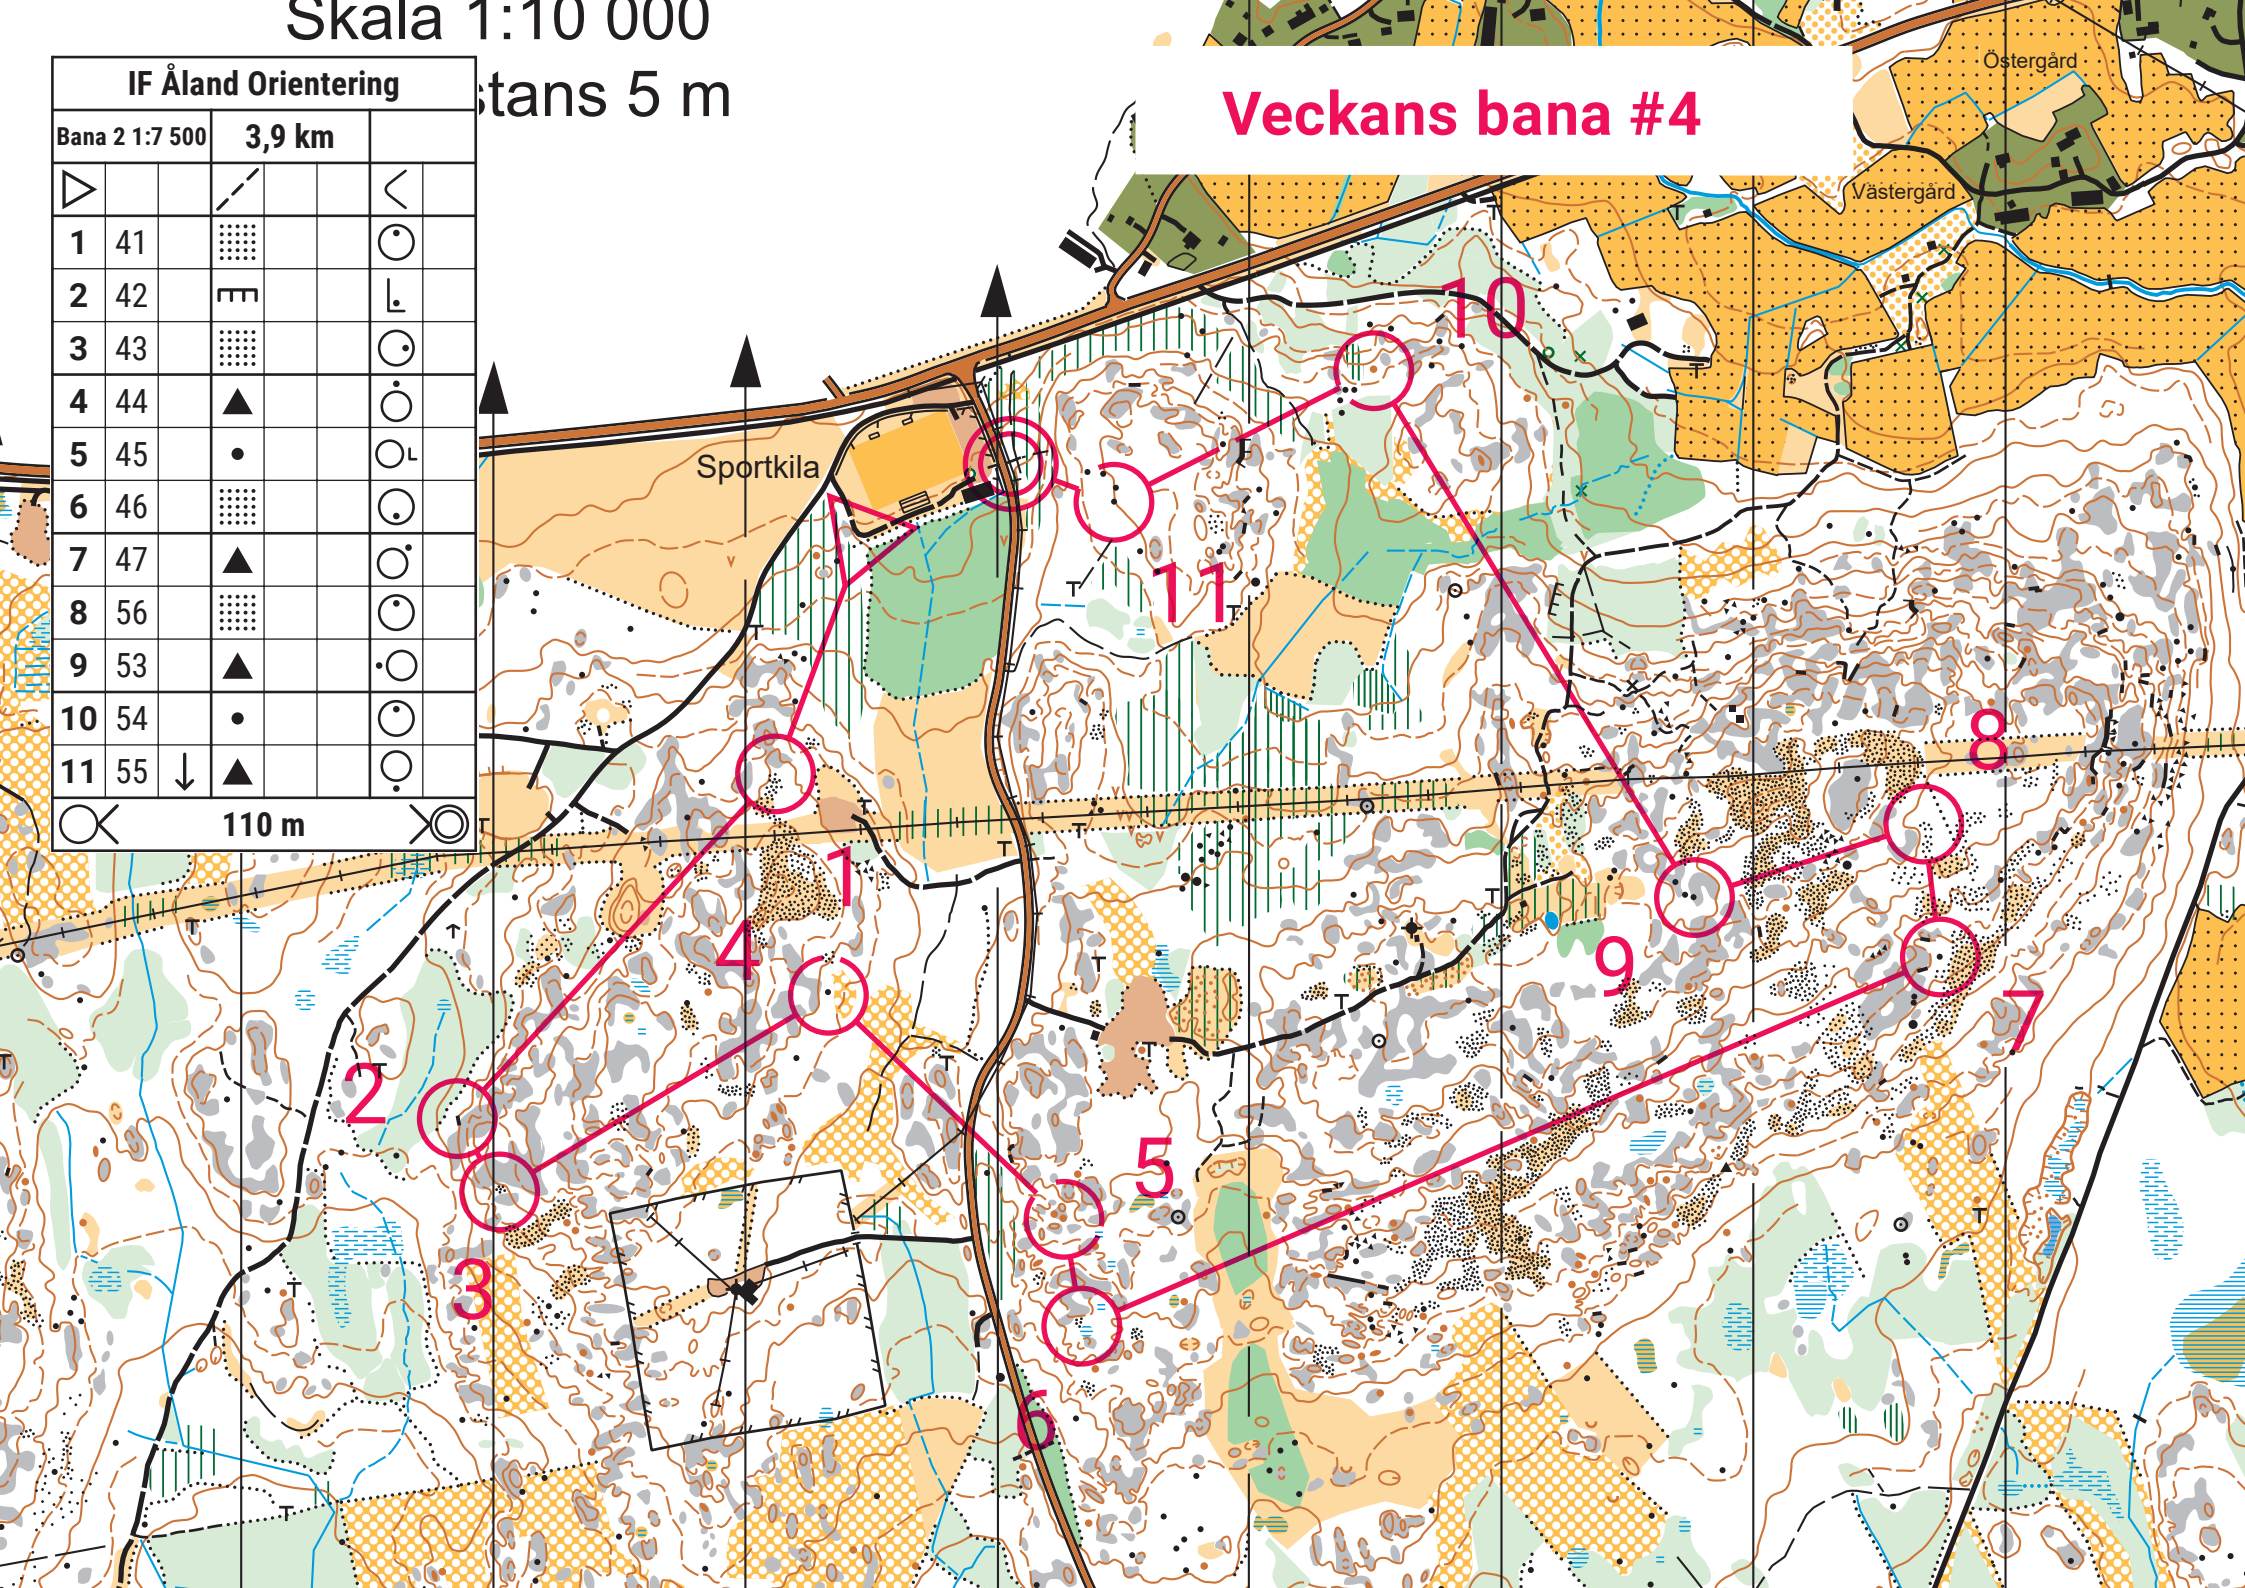 Skala 1:10 000
stans 5 m
IF Åland Orientering
Bana 2 1:7 500 3,9 km
1 41
2 42
3 43
4 44
5 45
6 46
7 47
8 56
9 53
10 54
11 55
110 m
Veckans bana #4
Östergård
Västergård
Sportkila
10
11
8
1
4
9
7
2
5
3
6